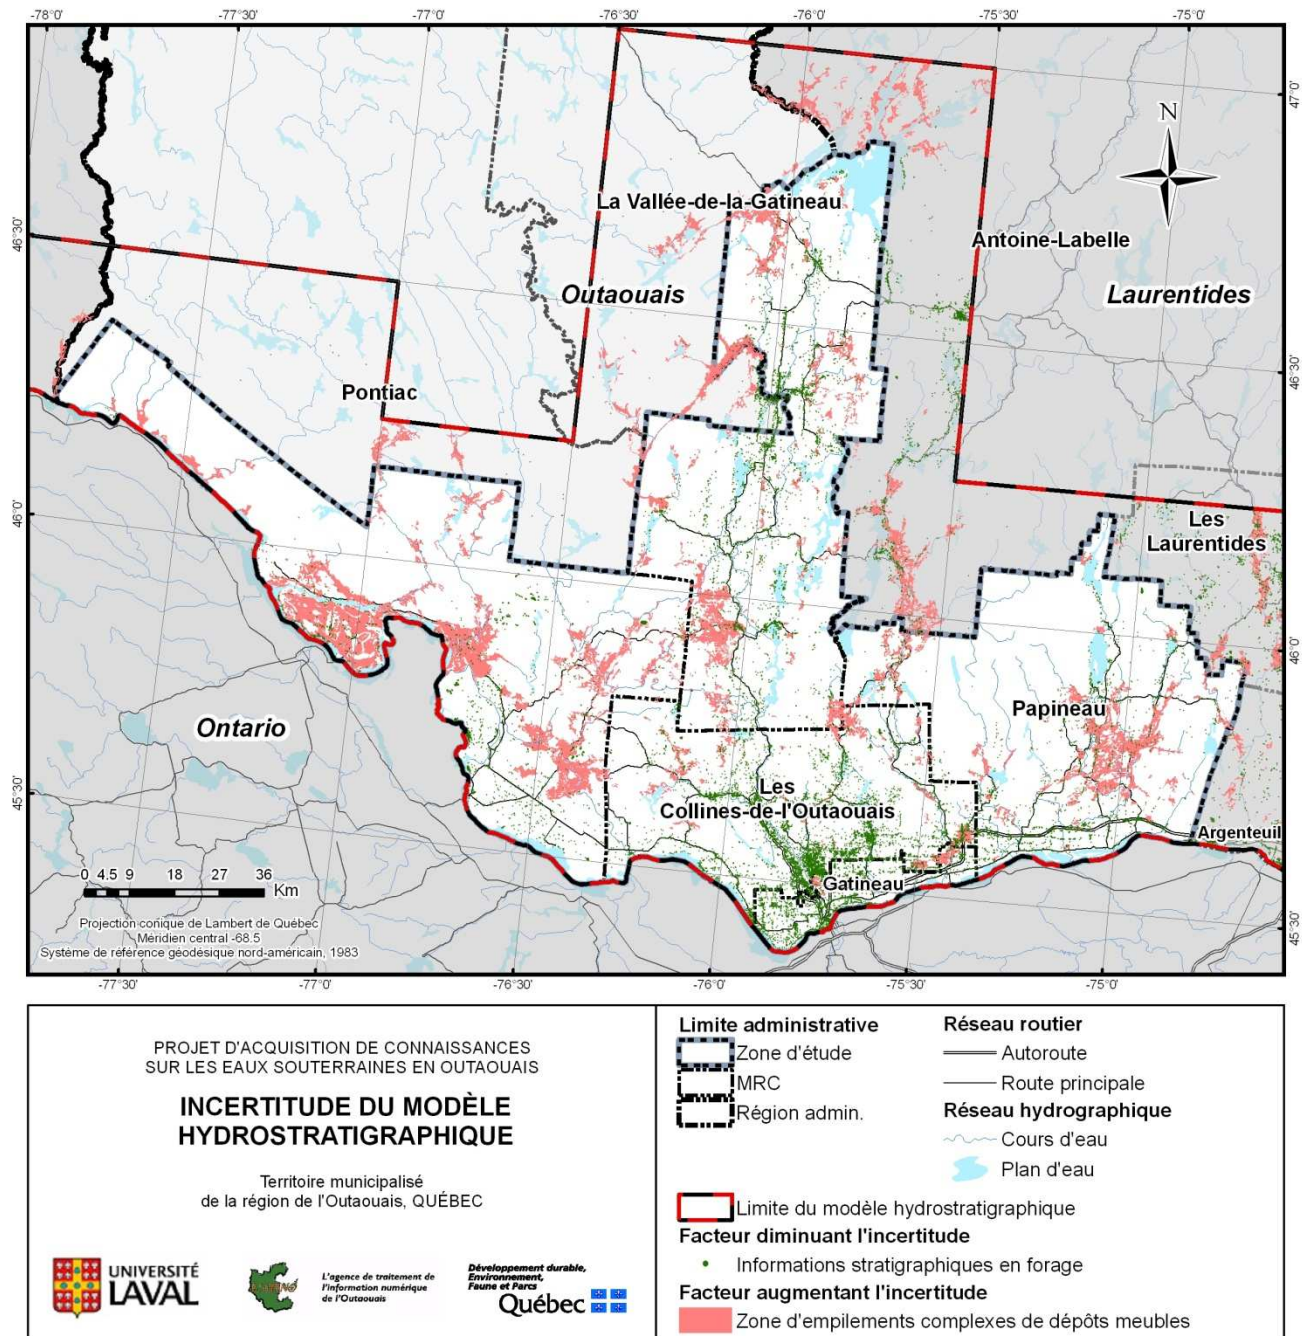 -78°0'
-77°30'
-77°0'
-76°30'
-76°0'
-75°30'
-75°0'
47°0'
46°30'
46°30'
46°0'
46°0'
45°30'
45°30'
N
La Vallée-de-la-Gatineau
Antoine-Labelle
Outaouais
Laurentides
Pontiac
Les
Laurentides
Ontario
Papineau
Les
Collines-de-l'Outaouais
Argenteuil
Gatineau
0 4.5 9 18 27 36
Km
Projection conique de Lambert de Québec
Méridien central -68.5
Système de référence géodésique nord-américain, 1983
-77°30'
-77°0'
-76°30'
-76°0'
-75°30'
-75°0'
PROJET D'ACQUISITION DE CONNAISSANCES
SUR LES EAUX SOUTERRAINES EN OUTAOUAIS
INCERTITUDE DU MODÈLE
HYDROSTRATIGRAPHIQUE
Territoire municipalisé
de la région de l'Outaouais, QUÉBEC
UNIVERSITÉ
LAVAL
L'agence de traitement de
l'information numérique
de l'Outaouais
Développement durable,
Environnement,
Faune et Parcs
Québec
Limite administrative
Zone d'étude
MRC
Région admin.
Réseau routier
Autoroute
Route principale
Réseau hydrographique
Cours d'eau
Plan d'eau
Limite du modèle hydrostratigraphique
Facteur diminuant l'incertitude
Informations stratigraphiques en forage
Facteur augmentant l'incertitude
Zone d'empilements complexes de dépôts meubles